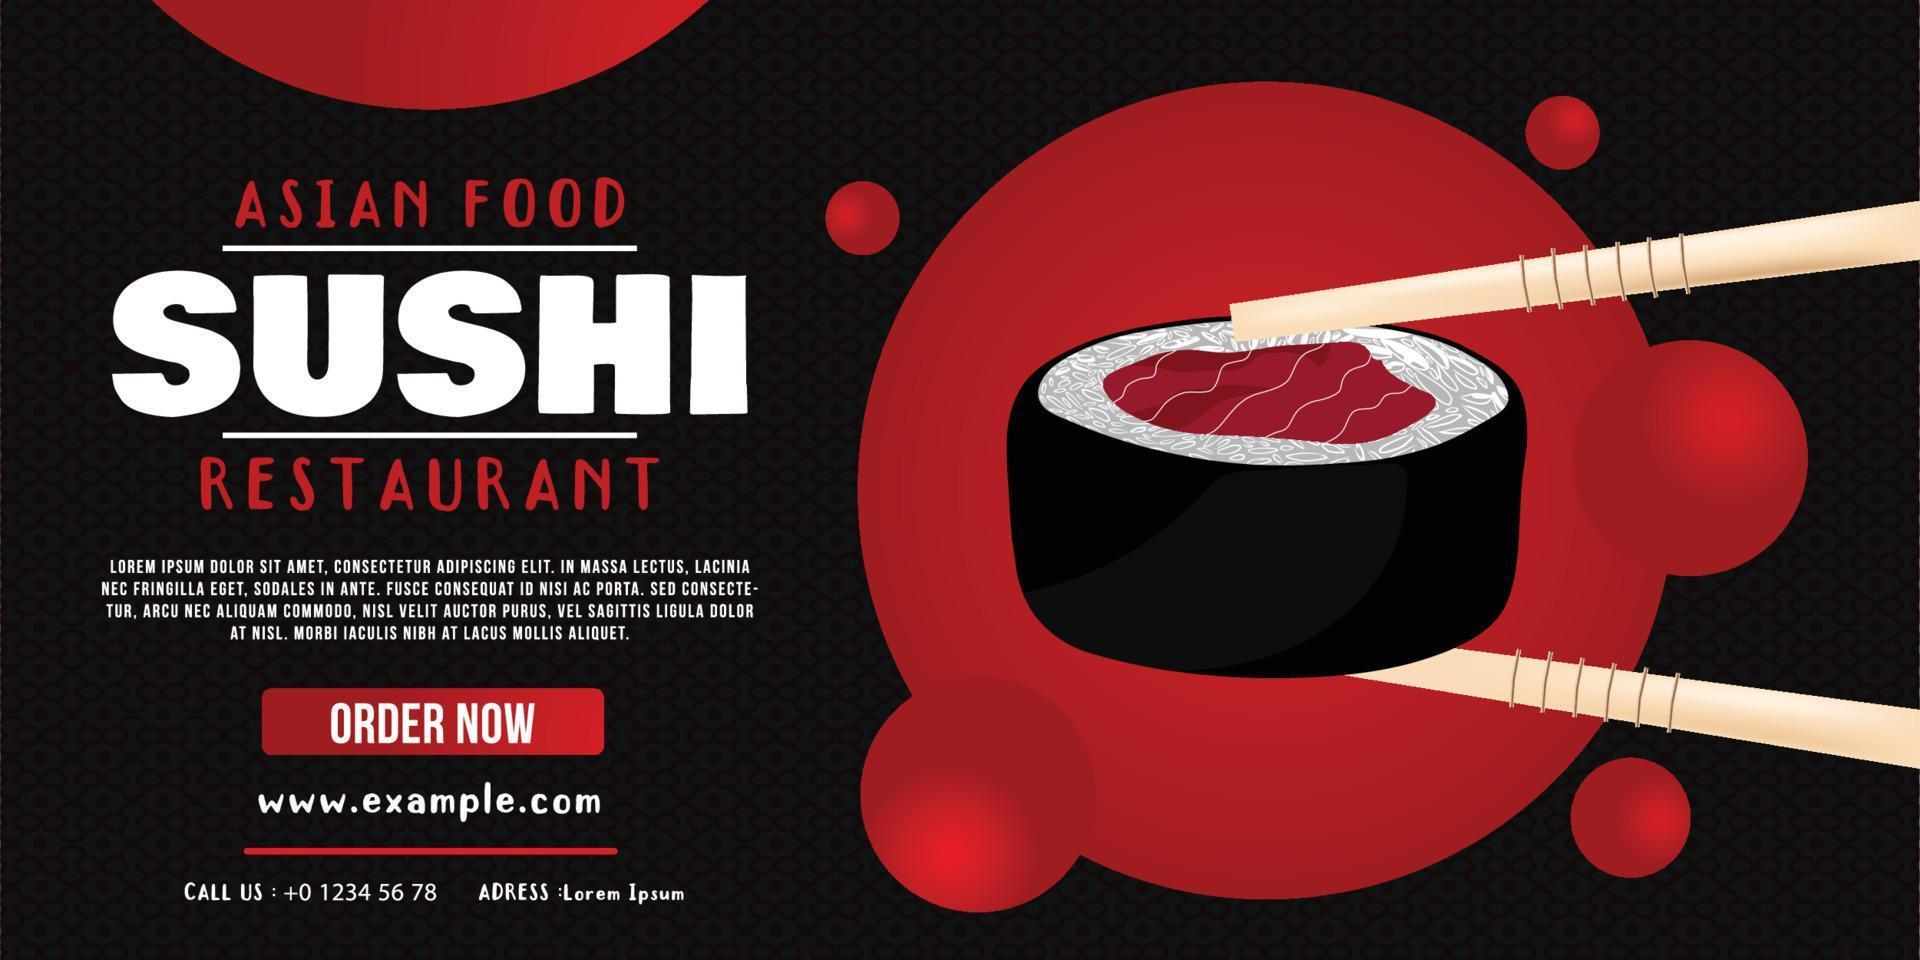 ASIAN FOOD
SUSHI
RESTAURANT
LOREM IPSUM DOLOR SIT AMET, CONSECTETUR ADIPISCING ELIT. IN MASSA LECTUS, LACINIA
NEC FRINGILLA EGET, SODALES IN ANTE. FUSCE CONSEQUAT ID NISI AC PORTA. SED CONSECTE-
TUR, ARCU NEC ALIQUAM COMMODO, NISL VELIT AUCTOR PURUS, VEL SAGITTIS LIGULA DOLOR
AT NISL. MORBI IACULIS NIBH AT LACUS MOLLIS ALIQUET.
ORDER NOW
www.example.com
CALL US : +0 1234 56 78 ADRESS :Lorem Ipsum